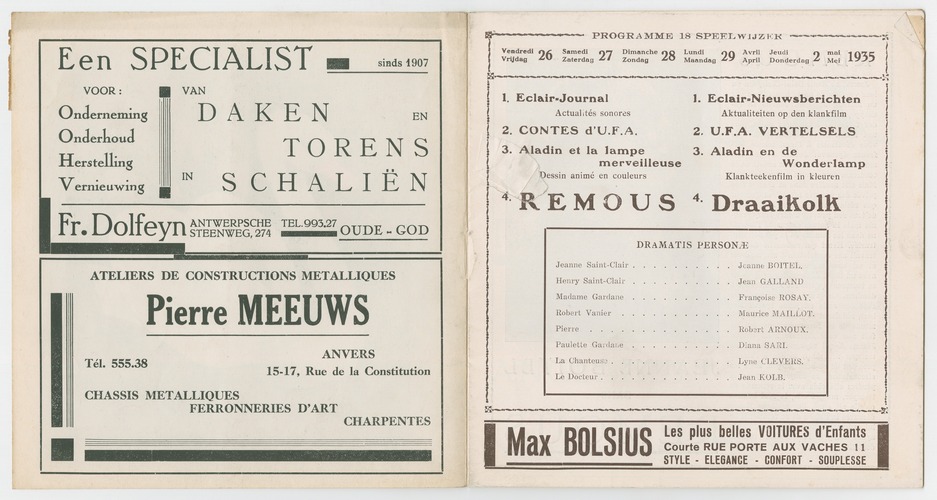 Een SPECIALIST sinds 1907
VOOR : VAN
Onderneming
Onderhoud
Herstelling
Vernieuwing
DAKEN EN
TORENS
IN SCHALIËN
Fr. Dolfeyn ANTWERPSCHE STEENWEG, 274 TEL. 993.27 OUDE - GOD
ATELIERS DE CONSTRUCTIONS METALLIQUES
Pierre MEEUWS
Tél. 555.38
ANVERS
15-17, Rue de la Constitution
CHASSIS METALLIQUES
FERRONNERIES D'ART
CHARPENTES
PROGRAMME 18 SPEELWIJZER
Vendredi Vrijdag 26 Samedi Zaterdag 27 Dimanche Zondag 28 Lundi Maandag 29 Avril April Jeudi Donderdag 2 mai Mei 1935
1. Eclair-Journal
Actualités sonores
2. CONTES d'U.F.A.
3. Aladin et la lampe
merveilleuse
Dessin animé en couleurs
4. REMOUS
1. Eclair-Nieuwsberichten
Aktualiteiten op den klankfilm
2. U.F.A. VERTELSELS
3. Aladin en de
Wonderlamp
Klankteekenfilm in kleuren
4. Draaikolk
DRAMATIS PERSONÆ
Jeanne Saint-Clair . . . . . . . . . . Jeanne BOITEL.
Henry Saint-Clair . . . . . . . . . . Jean GALLAND
Madame Gardane . . . . . . . . . . Françoise ROSAY.
Robert Vanier . . . . . . . . . . . Maurice MAILLOT.
Pierre . . . . . . . . . . . . . Robert ARNOUX.
Paulette Gardane . . . . . . . . . . Diana SARI.
La Chanteuse . . . . . . . . . . . Lyne CLEVERS.
Le Docteur . . . . . . . . . . . . Jean KOLB.
Max BOLSIUS
Les plus belles VOITURES d'Enfants
Courte RUE PORTE AUX VACHES 11
STYLE - ELEGANCE - CONFORT - SOUPLESSE